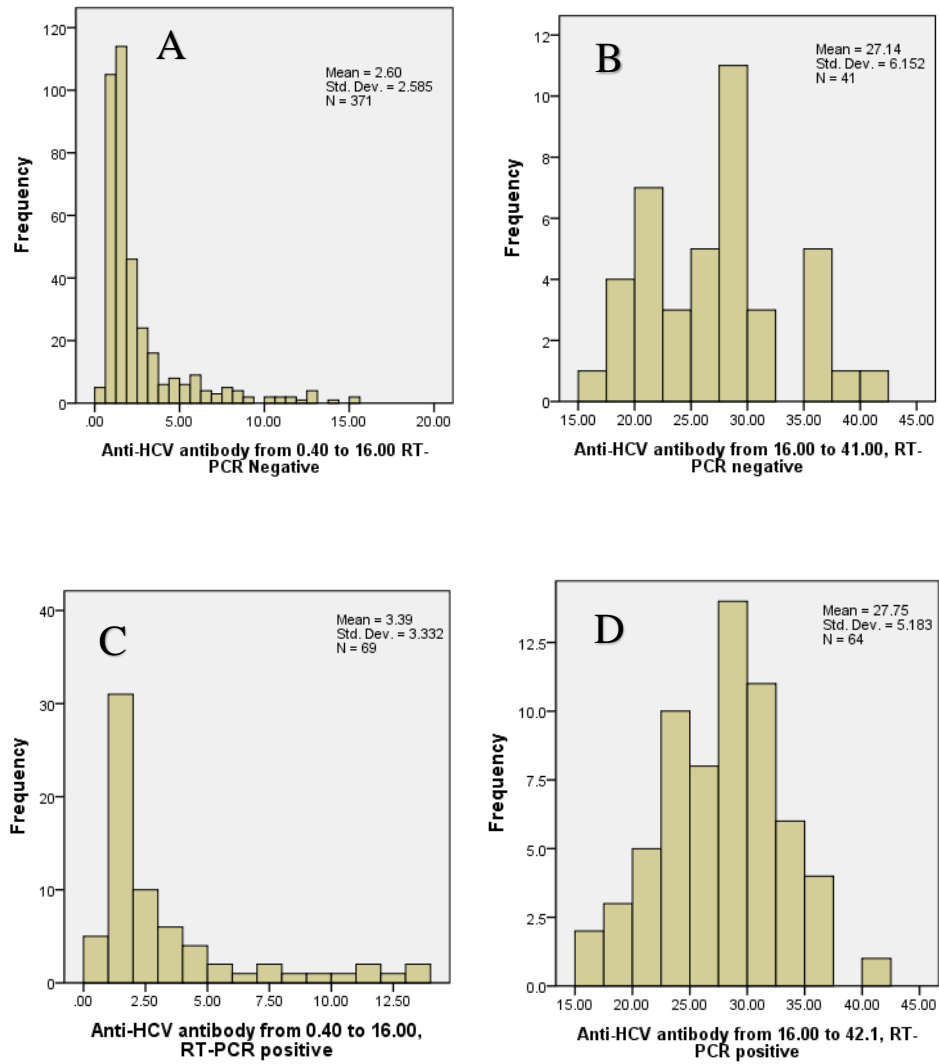 A
Mean = 2.60
Std. Dev. = 2.585
N = 371
Frequency
120
100
80
60
40
20
0
.00 5.00 10.00 15.00 20.00
Anti-HCV antibody from 0.40 to 16.00 RT-
PCR Negative
B
Mean = 27.14
Std. Dev. = 6.152
N = 41
Frequency
12
10
8
6
4
2
0
15.00 20.00 25.00 30.00 35.00 40.00 45.00
Anti-HCV antibody from 16.00 to 41.00, RT-
PCR negative
C
Mean = 3.39
Std. Dev. = 3.332
N = 69
Frequency
40
30
20
10
0
.00 2.50 5.00 7.50 10.00 12.50
Anti-HCV antibody from 0.40 to 16.00,
RT-PCR positive
D
Mean = 27.75
Std. Dev. = 5.183
N = 64
Frequency
12.5
10.0
7.5
5.0
2.5
0.0
15.00 20.00 25.00 30.00 35.00 40.00 45.00
Anti-HCV antibody from 16.00 to 42.1, RT-
PCR positive